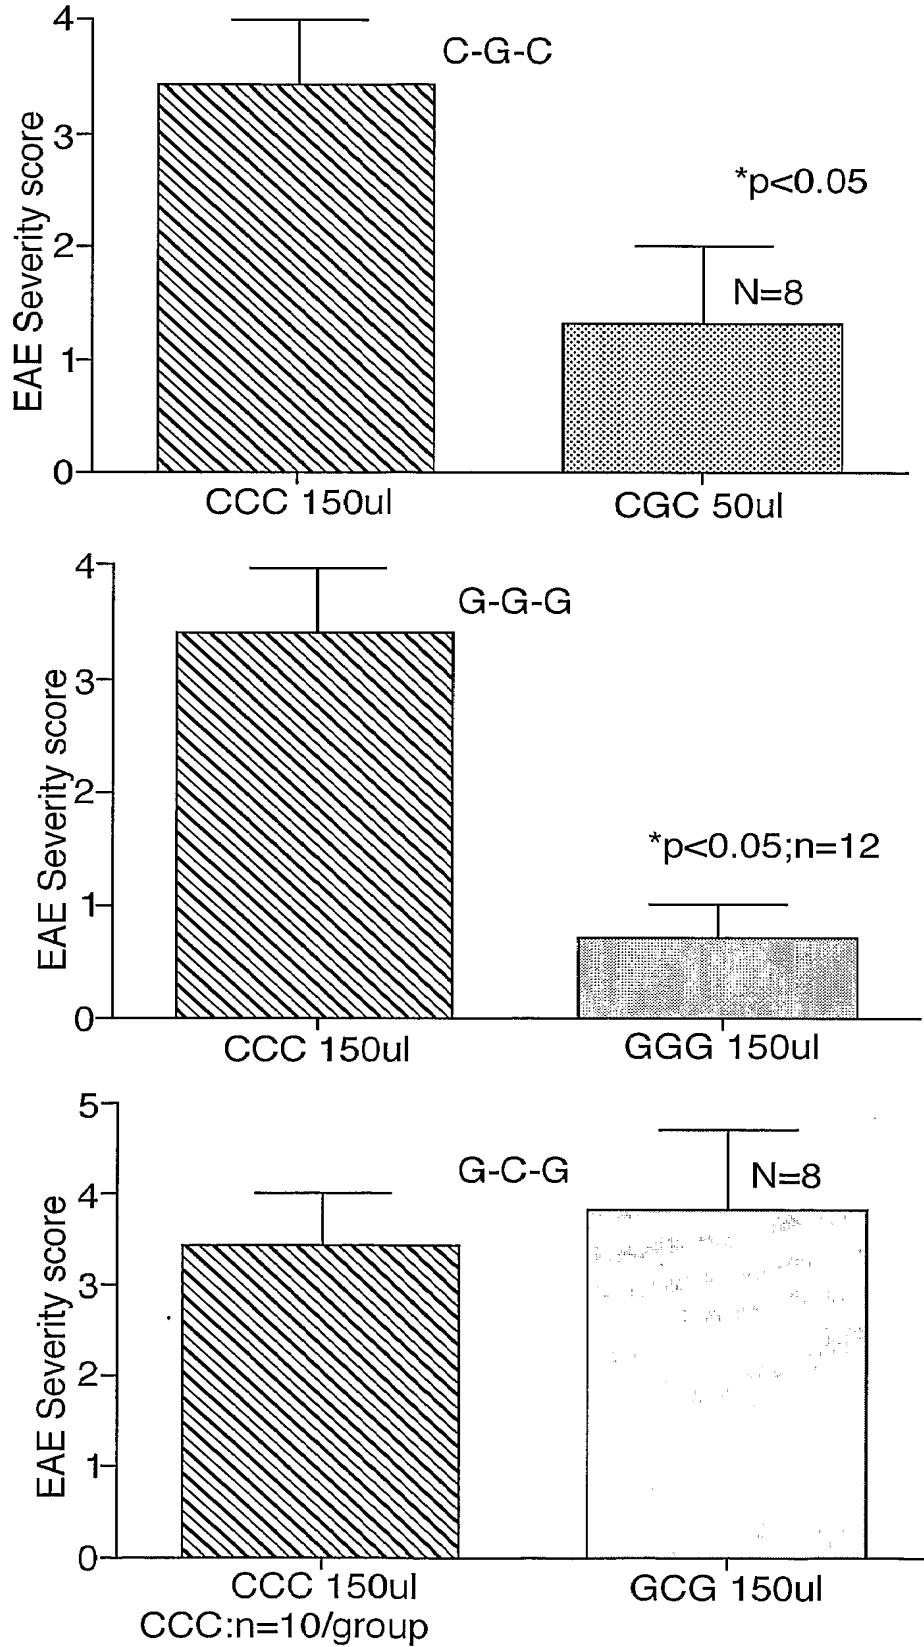 4
C-G-C
3
*p<0.05
2
N=8
1
0
EAE Severity score
CCC 150ul
CGC 50ul
4
G-G-G
3
2
*p<0.05;n=12
1
0
EAE Severity score
CCC 150ul
GGG 150ul
5
G-C-G
N=8
4
3
2
1
0
EAE Severity score
CCC 150ul
GCG 150ul
CCC:n=10/group